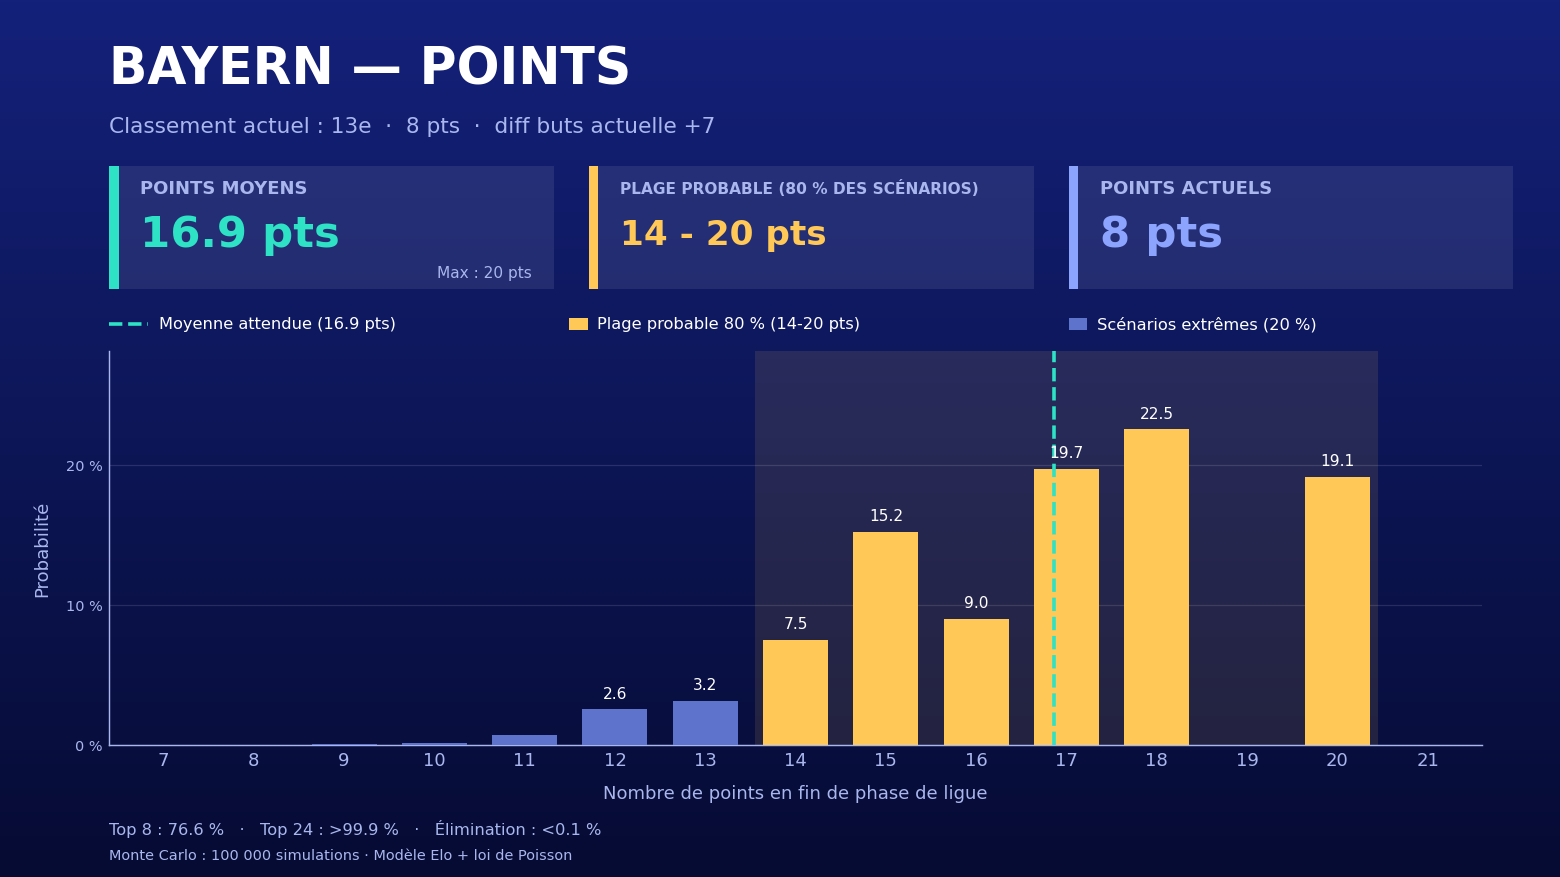 BAYERN — POINTS
Classement actuel : 13e · 8 pts · diff buts actuelle +7
POINTS MOYENS
16.9 pts
Max : 20 pts
PLAGE PROBABLE (80 % DES SCÉNARIOS)
14 - 20 pts
POINTS ACTUELS
8 pts
Moyenne attendue (16.9 pts)
Plage probable 80 % (14-20 pts)
Scénarios extrêmes (20 %)
Probabilité
20 %
10 %
0 %
2.6
3.2
7.5
15.2
9.0
19.7
22.5
19.1
7 8 9 10 11 12 13 14 15 16 17 18 19 20 21
Nombre de points en fin de phase de ligue
Top 8 : 76.6 % · Top 24 : >99.9 % · Élimination : <0.1 %
Monte Carlo : 100 000 simulations · Modèle Elo + loi de Poisson